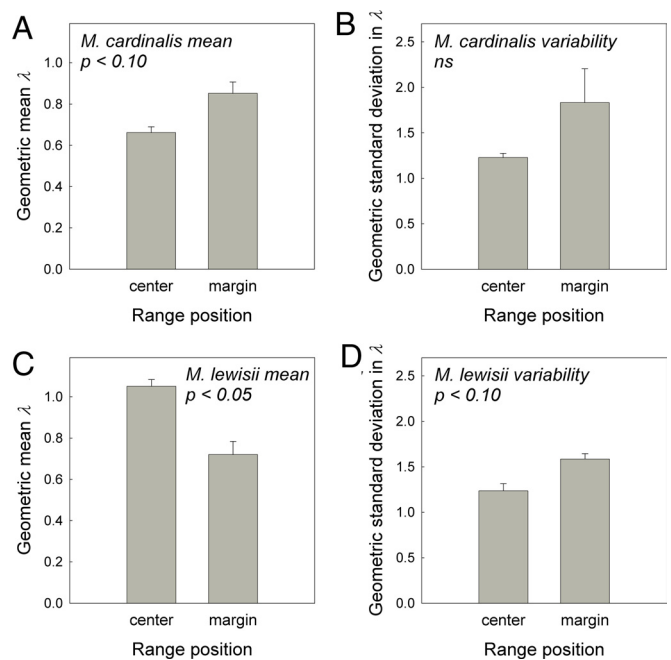 A
M. cardinalis mean
p < 0.10
Geometric mean λ
1.0
0.8
0.6
0.4
0.2
0.0
center margin
Range position
B
M. cardinalis variability
ns
Geometric standard deviation in λ
2.5
2.0
1.5
1.0
0.5
0.0
center margin
Range position
C
M. lewisii mean
p < 0.05
Geometric mean λ
1.0
0.8
0.6
0.4
0.2
0.0
center margin
Range position
D,
M. lewisii variability
p < 0.10
Geometric standard deviation in λ
2.5
2.0
1.5
1.0
0.5
0.0
center margin
Range position